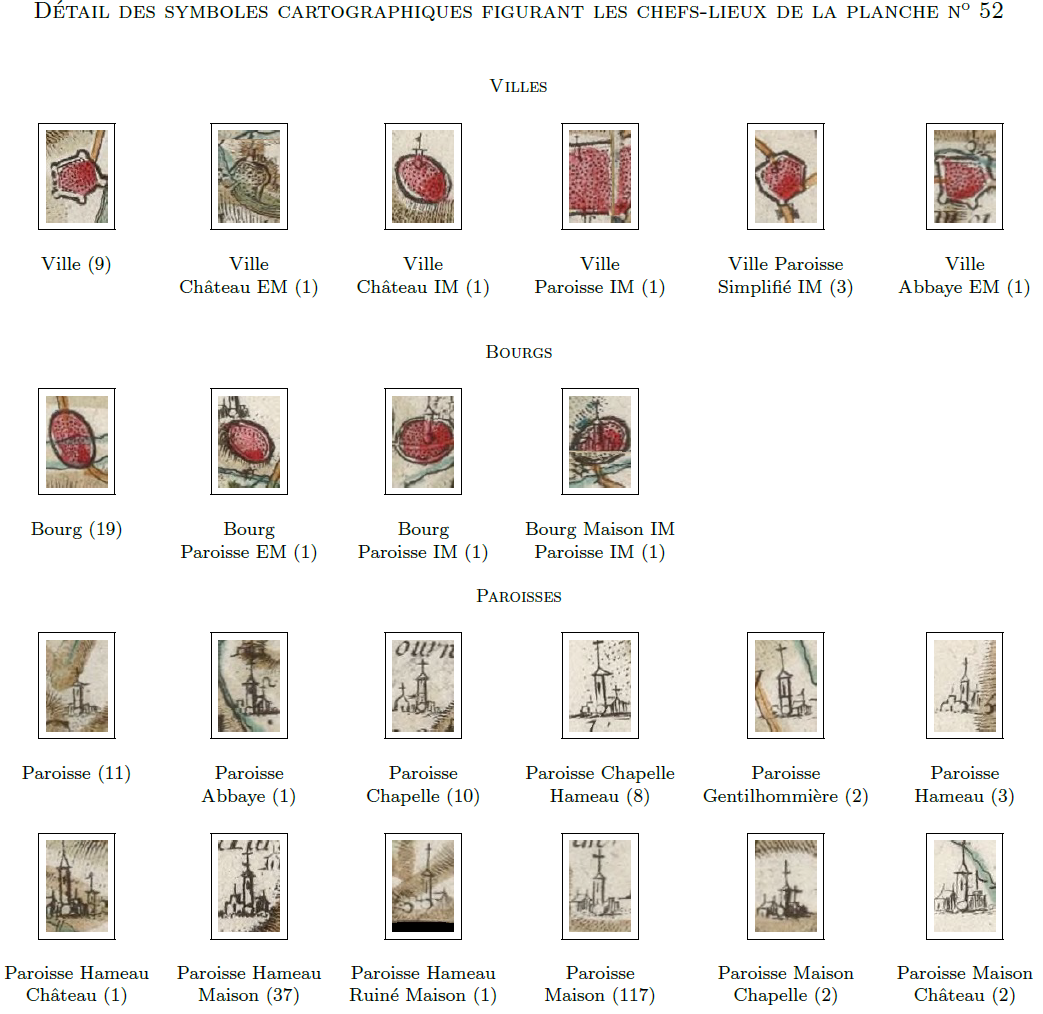 Détail des symboles cartographiques figurant les chefs-lieux de la planche nº 52
Villes
Ville (9)
Ville
Château EM (1)
Ville
Château IM (1)
Ville
Paroisse IM (1)
Ville Paroisse
Simplifié IM (3)
Ville
Abbaye EM (1)
Bourgs
Bourg (19)
Bourg
Paroisse EM (1)
Bourg
Paroisse IM (1)
Bourg Maison IM
Paroisse IM (1)
Paroisses
ourn
Paroisse (11)
Paroisse
Abbaye (1)
Paroisse
Chapelle (10)
Paroisse Chapelle
Hameau (8)
Paroisse
Gentilhommière (2)
Paroisse
Hameau (3)
Paroisse Hameau
Château (1)
Paroisse Hameau
Maison (37)
Paroisse Hameau
Ruiné Maison (1)
Paroisse
Maison (117)
Paroisse Maison
Chapelle (2)
Paroisse Maison
Château (2)